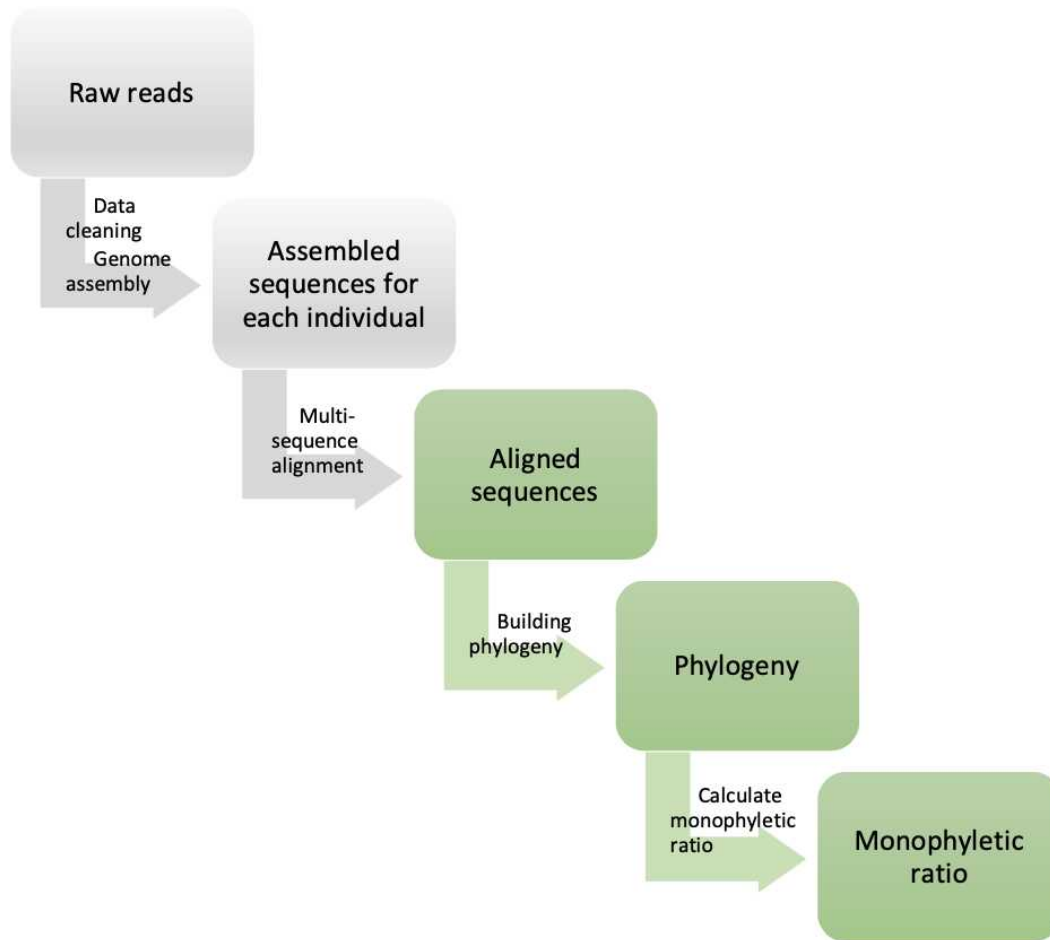 Raw reads
Data
cleaning
Genome
assembly
Assembled
sequences for
each individual
Multi-
sequence
alignment
Aligned
sequences
Building
phylogeny
Phylogeny
Calculate
monophyletic
ratio
Monophyletic
ratio